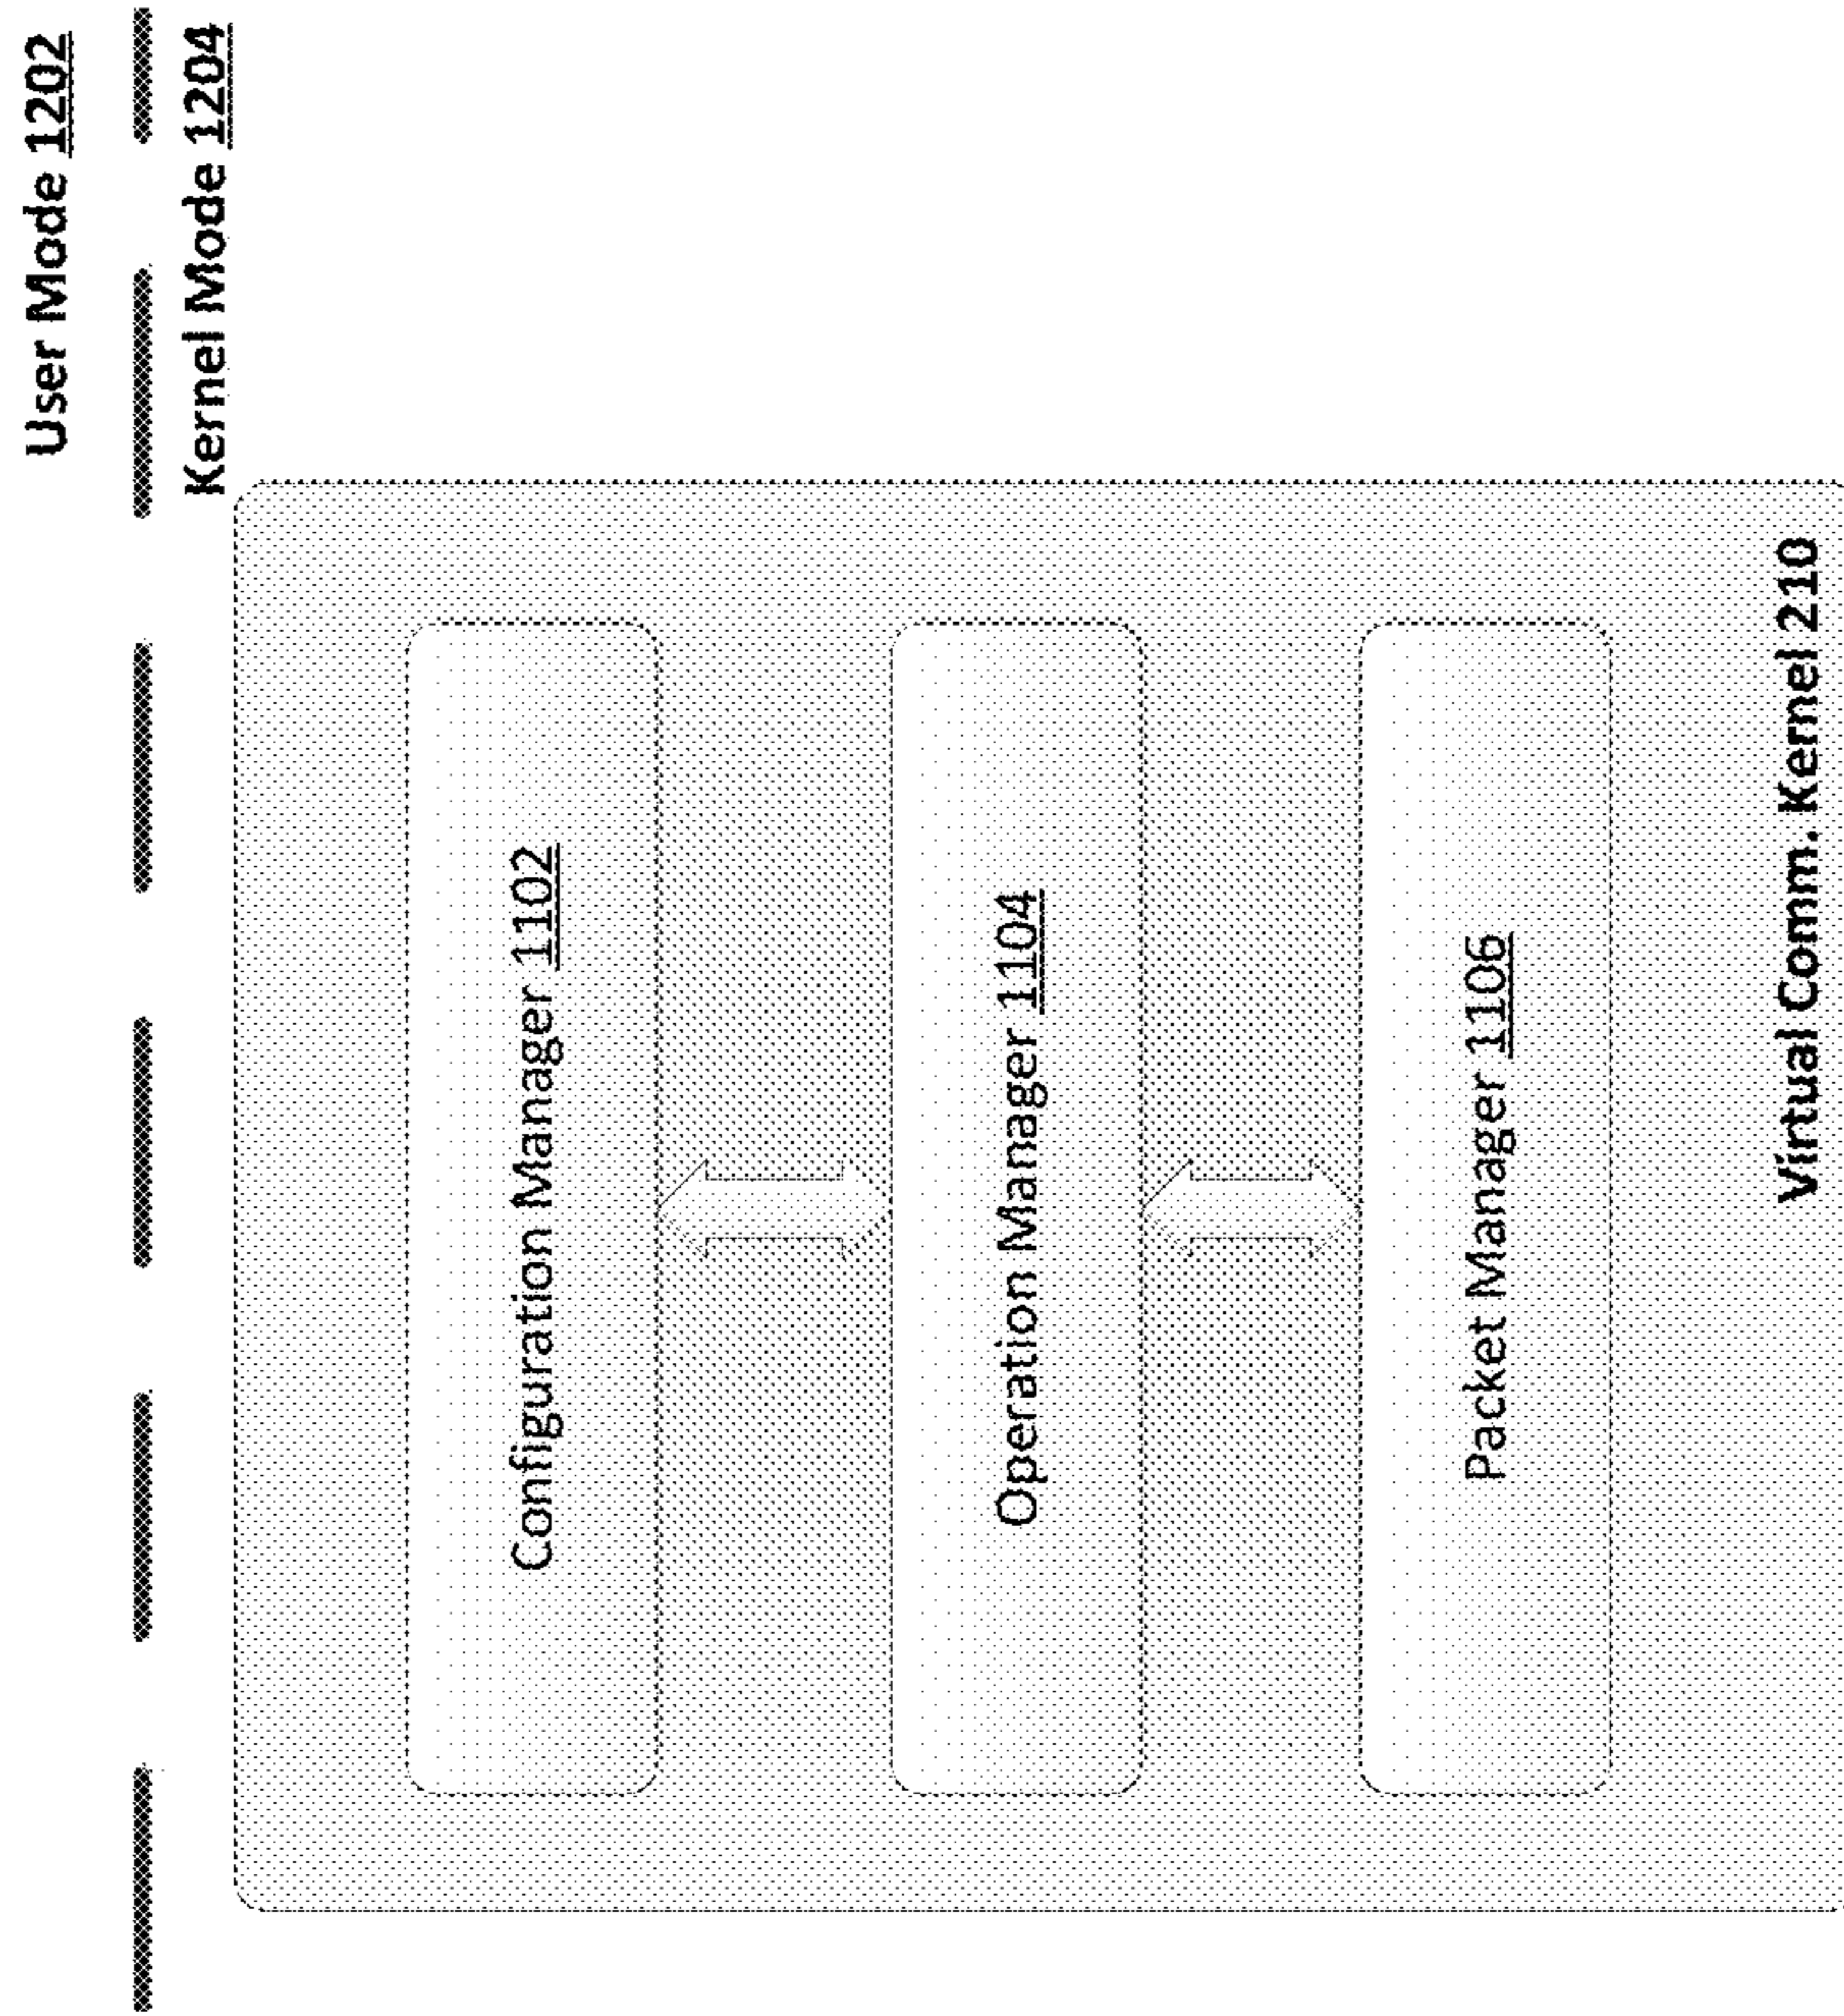 User Mode 1202
Kernel Mode 1204
Configuration Manager 1102
Operation Manager 1104
Packet Manager 1106
Virtual Comm. Kernel 210